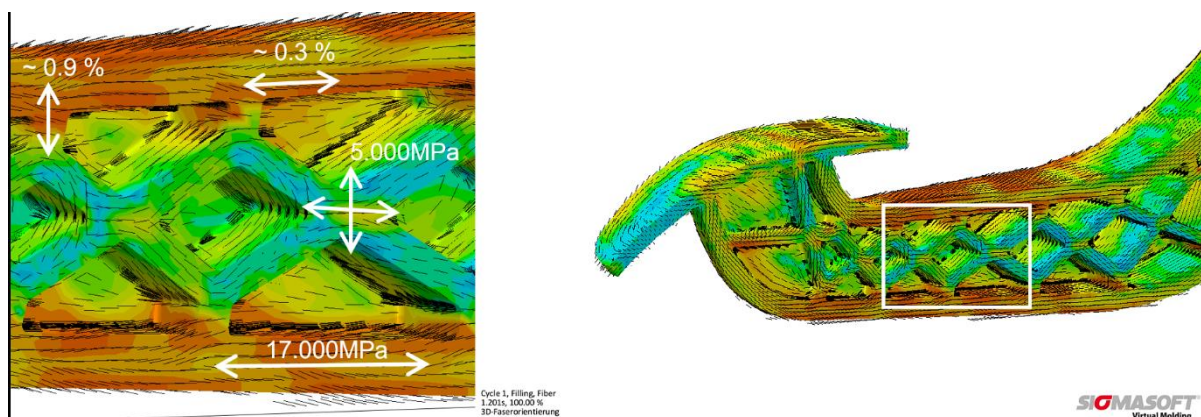 ~ 0.9 %
~ 0.3 %
5.000MPa
17.000MPa
Cycle 1, Filling, Fiber
1.201s, 100.00 %
3D-Faserorientierung
SIGMASOFT
Virtual Molding